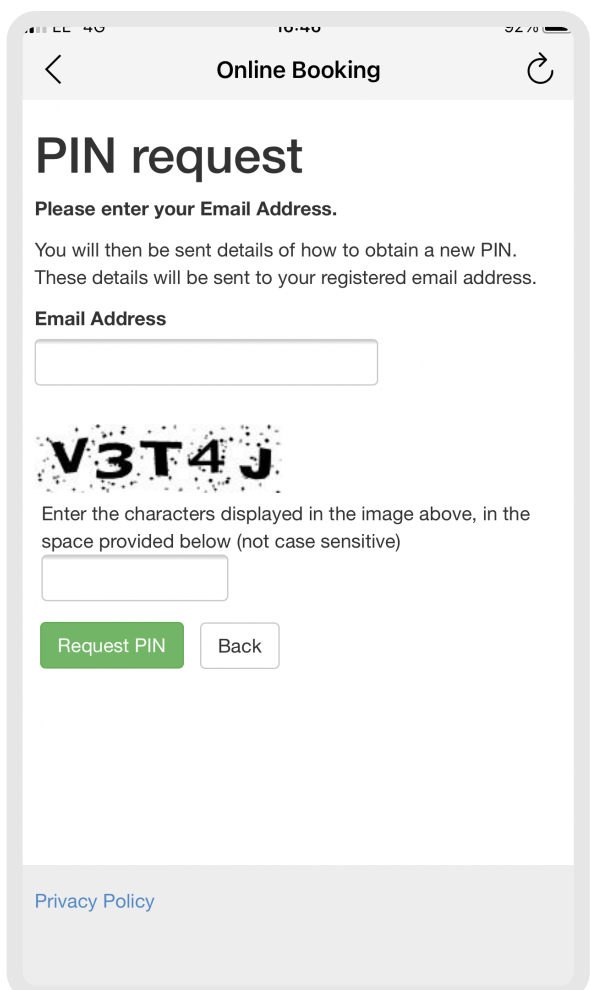 Online Booking
PIN request
Please enter your Email Address.
You will then be sent details of how to obtain a new PIN.
These details will be sent to your registered email address.
Email Address
V3T4J
Enter the characters displayed in the image above, in the
space provided below (not case sensitive)
Request PIN Back
Privacy Policy